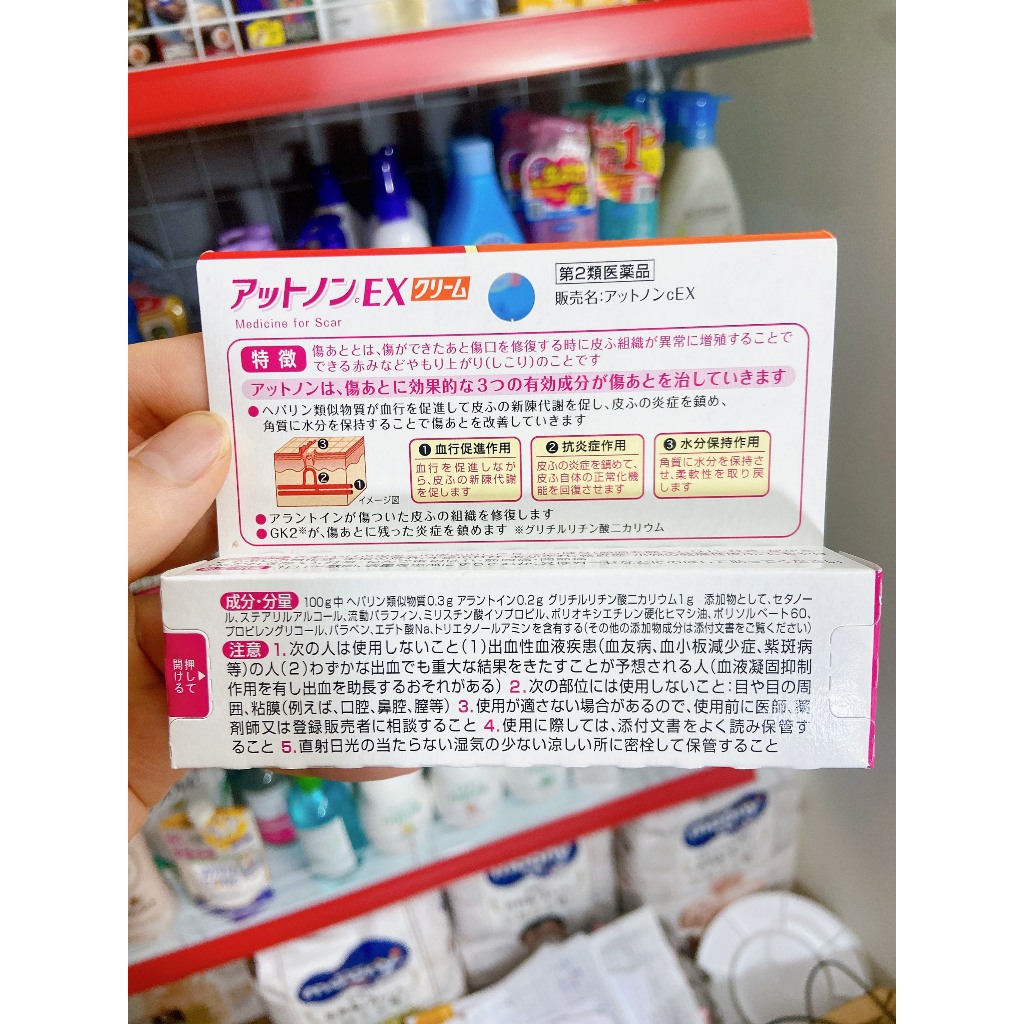 アットノンcEX クリーム
Medicine for Scar
第2類医薬品
販売名:アットノンcEX
特徴
傷あととは、傷ができたあと傷口を修復する時に皮ふ組織が異常に増殖することで
できる赤みなどやもり上がり(しこり)のことです
アットノンは、傷あとに効果的な3つの有効成分が傷あとを治していきます
●ヘパリン類似物質が血行を促進して皮ふの新陳代謝を促し、皮ふの炎症を鎮め、
角質に水分を保持することで傷あとを改善していきます
3
2
1
イメージ図
1 血行促進作用
血行を促進しなが
ら、皮ふの新陳代謝
を促します
2 抗炎症作用
皮ふの炎症を鎮めて、
皮ふ自体の正常化機
能を回復させます
3 水分保持作用
角質に水分を保持さ
せ、柔軟性を取り戻
します
●アラントインが傷ついた皮ふの組織を修復します
●GK2※が、傷あとに残った炎症を鎮めます ※グリチルリチン酸二カリウム
成分・分量 100g中 ヘパリン類似物質0.3g アラントイン0.2g グリチルリチン酸二カリウム1g 添加物として、セタノー
ル、ステアリルアルコール、流動パラフィン、ミリスチン酸イソプロピル、ポリオキシエチレン硬化ヒマシ油、ポリソルベート60、
プロピレングリコール、パラベン、エデト酸Na、トリエタノールアミンを含有する(その他の添加物成分は添付文書をご覧ください)
注意 1.次の人は使用しないこと(1)出血性血液疾患(血友病、血小板減少症、紫斑病
等)の人(2)わずかな出血でも重大な結果をきたすことが予想される人(血液凝固抑制
作用を有し出血を助長するおそれがある) 2.次の部位には使用しないこと:目や目の周
囲、粘膜(例えば、口腔、鼻腔、膣等) 3.使用が適さない場合があるので、使用前に医師、薬
剤師又は登録販売者に相談すること 4.使用に際しては、添付文書をよく読み保管す
ること 5.直射日光の当たらない湿気の少ない涼しい所に密栓して保管すること
押して
開ける